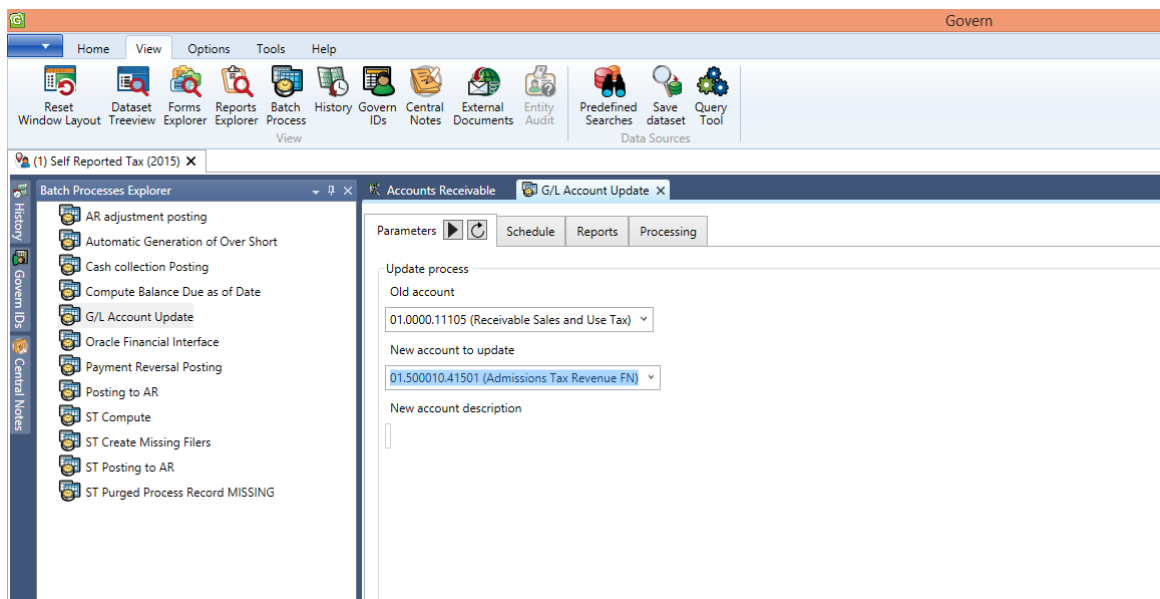 G
Govern
Home View Options Tools Help
Reset Window Layout
Dataset Treeview
Forms Explorer
Reports Explorer
Batch Process
History
Govern IDs
Central Notes
External Documents
Entity Audit
View
Predefined Searches
Save dataset
Query Tool
Data Sources
(1) Self Reported Tax (2015)
History
Govern IDs
Central Notes
Batch Processes Explorer
AR adjustment posting
Automatic Generation of Over Short
Cash collection Posting
Compute Balance Due as of Date
G/L Account Update
Oracle Financial Interface
Payment Reversal Posting
Posting to AR
ST Compute
ST Create Missing Filers
ST Posting to AR
ST Purged Process Record MISSING
Accounts Receivable G/L Account Update
Parameters Schedule Reports Processing
Update process
Old account
01.0000.11105 (Receivable Sales and Use Tax)
New account to update
01.500010.41501 (Admissions Tax Revenue FN)
New account description